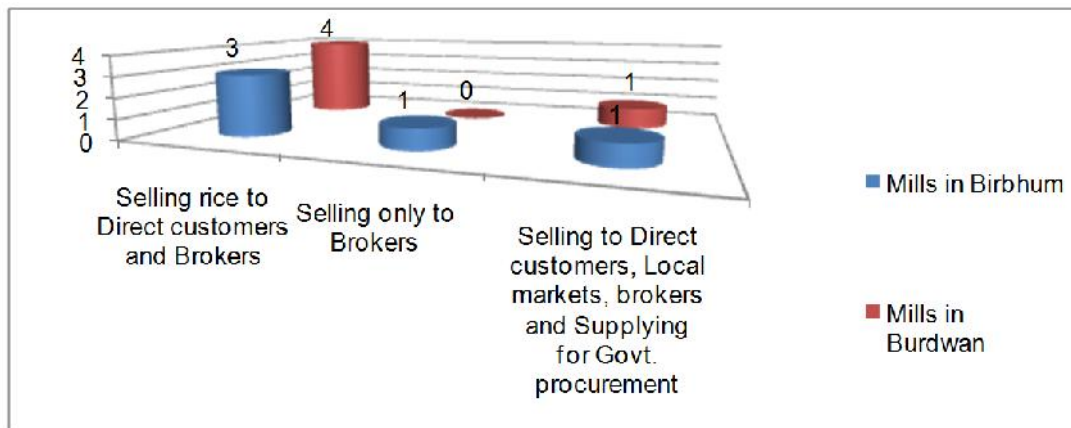 4
3
2
1
0
3
4
1
0
1
1
Selling rice to
Direct customers
and Brokers
Selling only to
Brokers
Selling to Direct
customers, Local
markets, brokers
and Supplying
for Govt.
procurement
Mills in Birbhum
Mills in
Burdwan